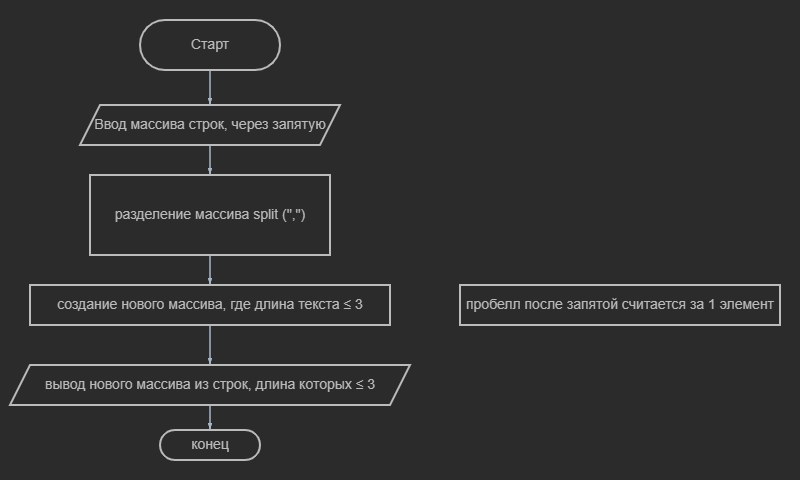 Старт
Ввод массива строк, через запятую
разделение массива split (",")
создание нового массива, где длина текста ≤ 3
пробелл после запятой считается за 1 элемент
вывод нового массива из строк, длина которых ≤ 3
конец